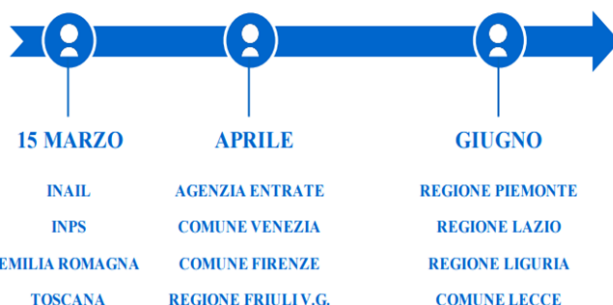 15 MARZO
INAIL
INPS
EMILIA ROMAGNA
TOSCANA
APRILE
AGENZIA ENTRATE
COMUNE VENEZIA
COMUNE FIRENZE
REGIONE FRIULI V.G.
GIUGNO
REGIONE PIEMONTE
REGIONE LAZIO
REGIONE LIGURIA
COMUNE LECCE